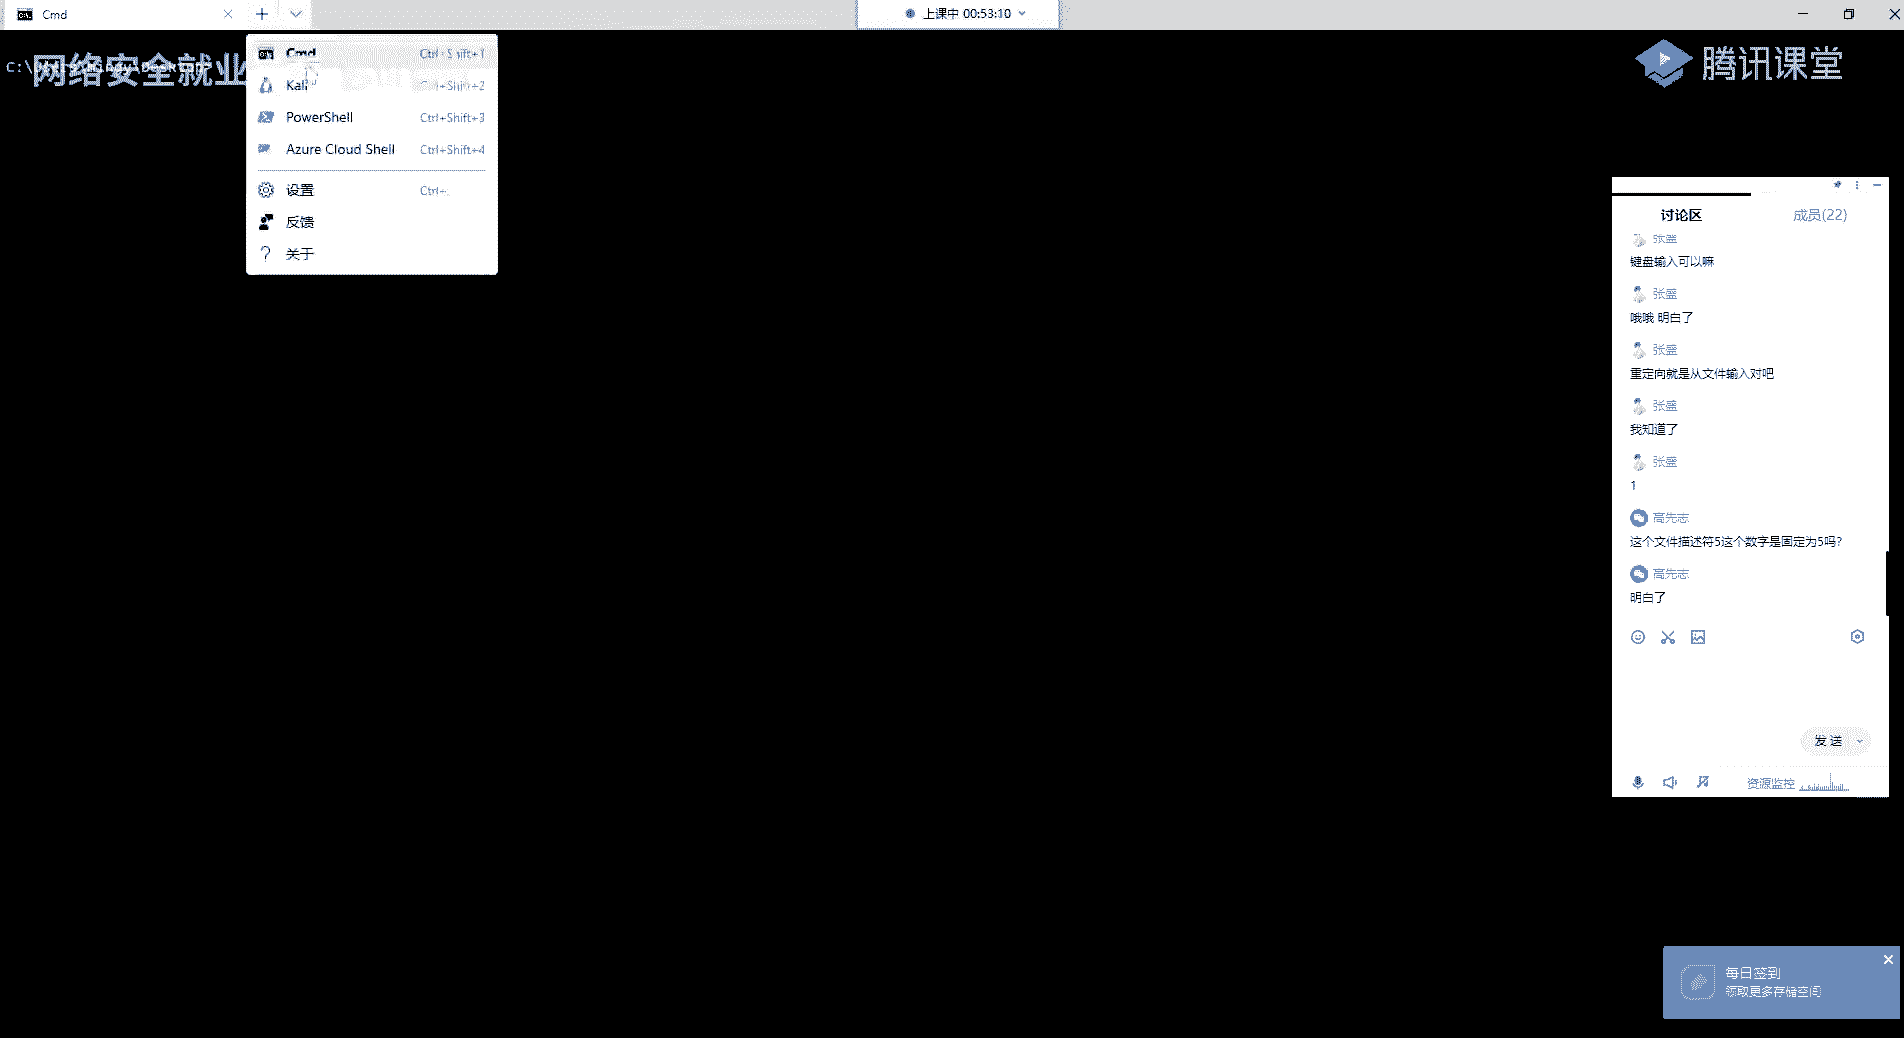 Cmd
上课中 00:53:10
网络安全就业
腾讯课堂
Cmd Ctrl+Shift+1
Kali Ctrl+Shift+2
PowerShell Ctrl+Shift+3
Azure Cloud Shell Ctrl+Shift+4
设置 Ctrl+,
反馈
关于
讨论区 成员(22)
张盛
键盘输入可以嘛
张盛
哦哦 明白了
张盛
重定向就是从文件输入对吧
张盛
我知道了
张盛
1
高先志
这个文件描述符5这个数字是固定为5吗?
高先志
明白了
发送
资源监控
每日签到
领取更多存储空间